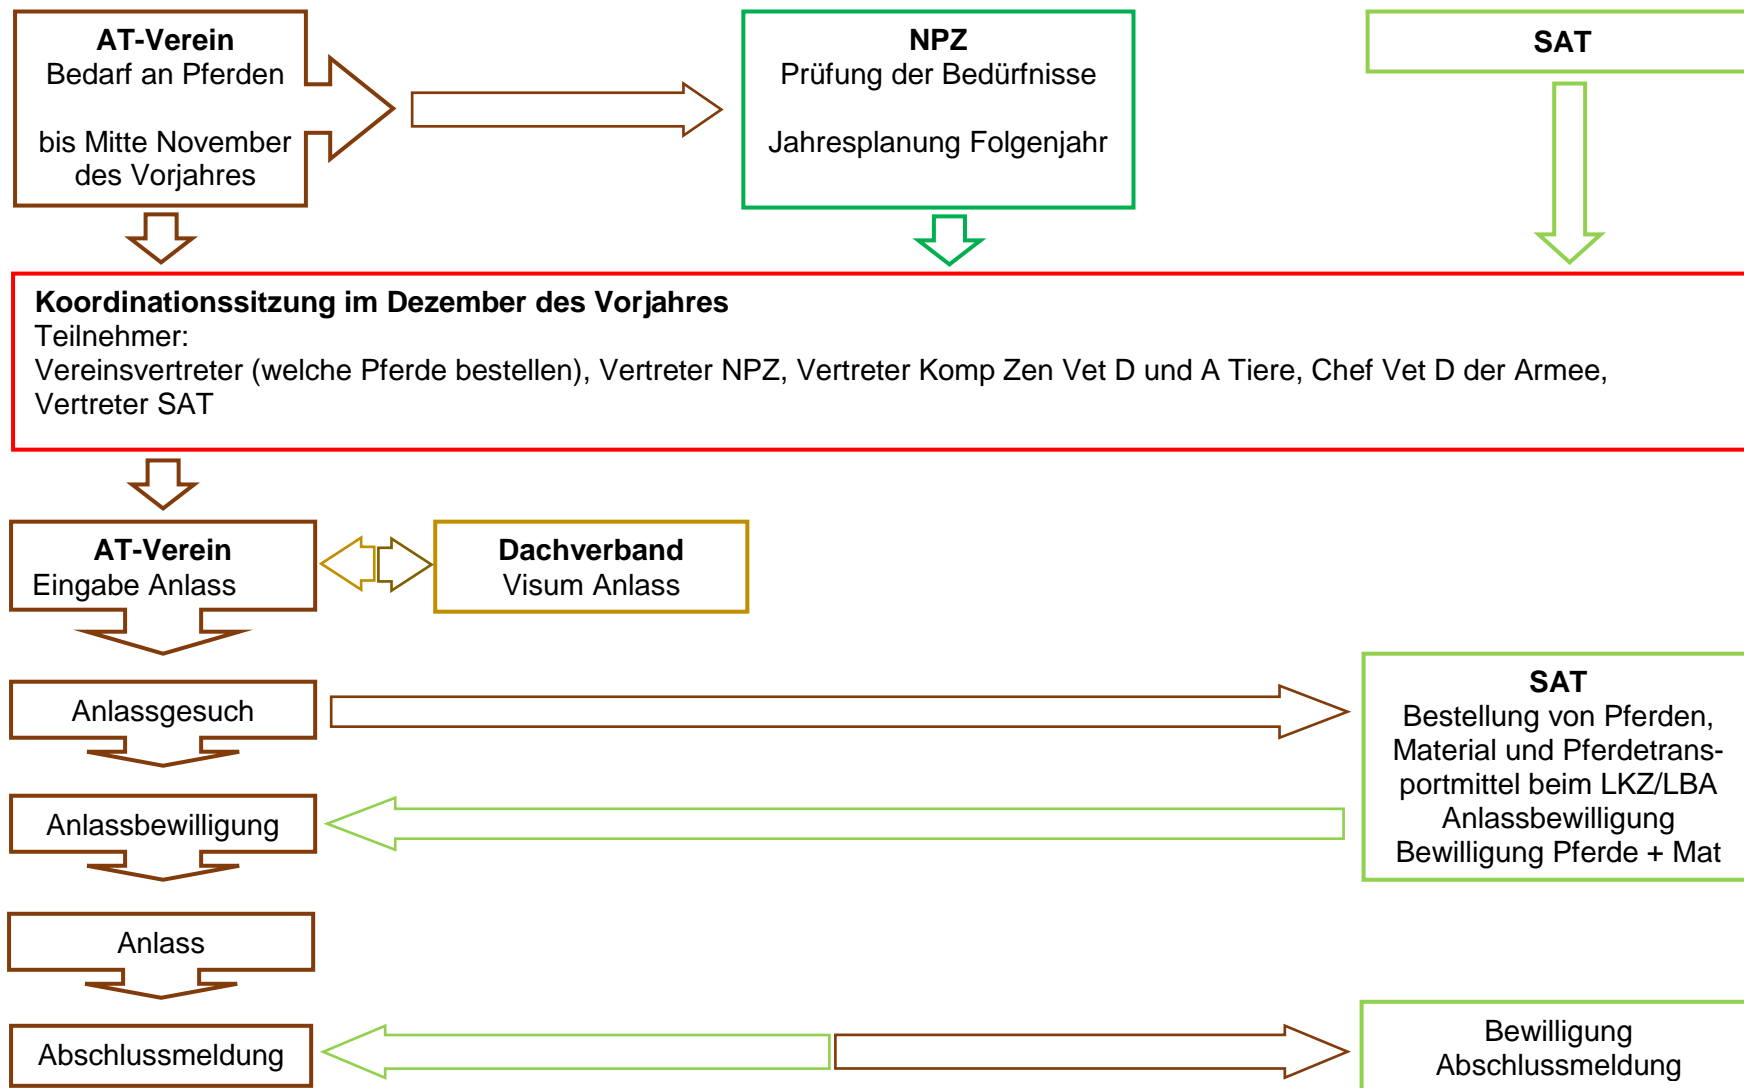 AT-Verein
Bedarf an Pferden
bis Mitte November
des Vorjahres
NPZ
Prüfung der Bedürfnisse
Jahresplanung Folgenjahr
SAT
Koordinationssitzung im Dezember des Vorjahres
Teilnehmer:
Vereinsvertreter (welche Pferde bestellen), Vertreter NPZ, Vertreter Komp Zen Vet D und A Tiere, Chef Vet D der Armee,
Vertreter SAT
AT-Verein
Eingabe Anlass
Dachverband
Visum Anlass
Anlassgesuch
SAT
Bestellung von Pferden,
Material und Pferdetrans-
portmittel beim LKZ/LBA
Anlassbewilligung
Bewilligung Pferde + Mat
Anlassbewilligung
Anlass
Abschlussmeldung
Bewilligung
Abschlussmeldung